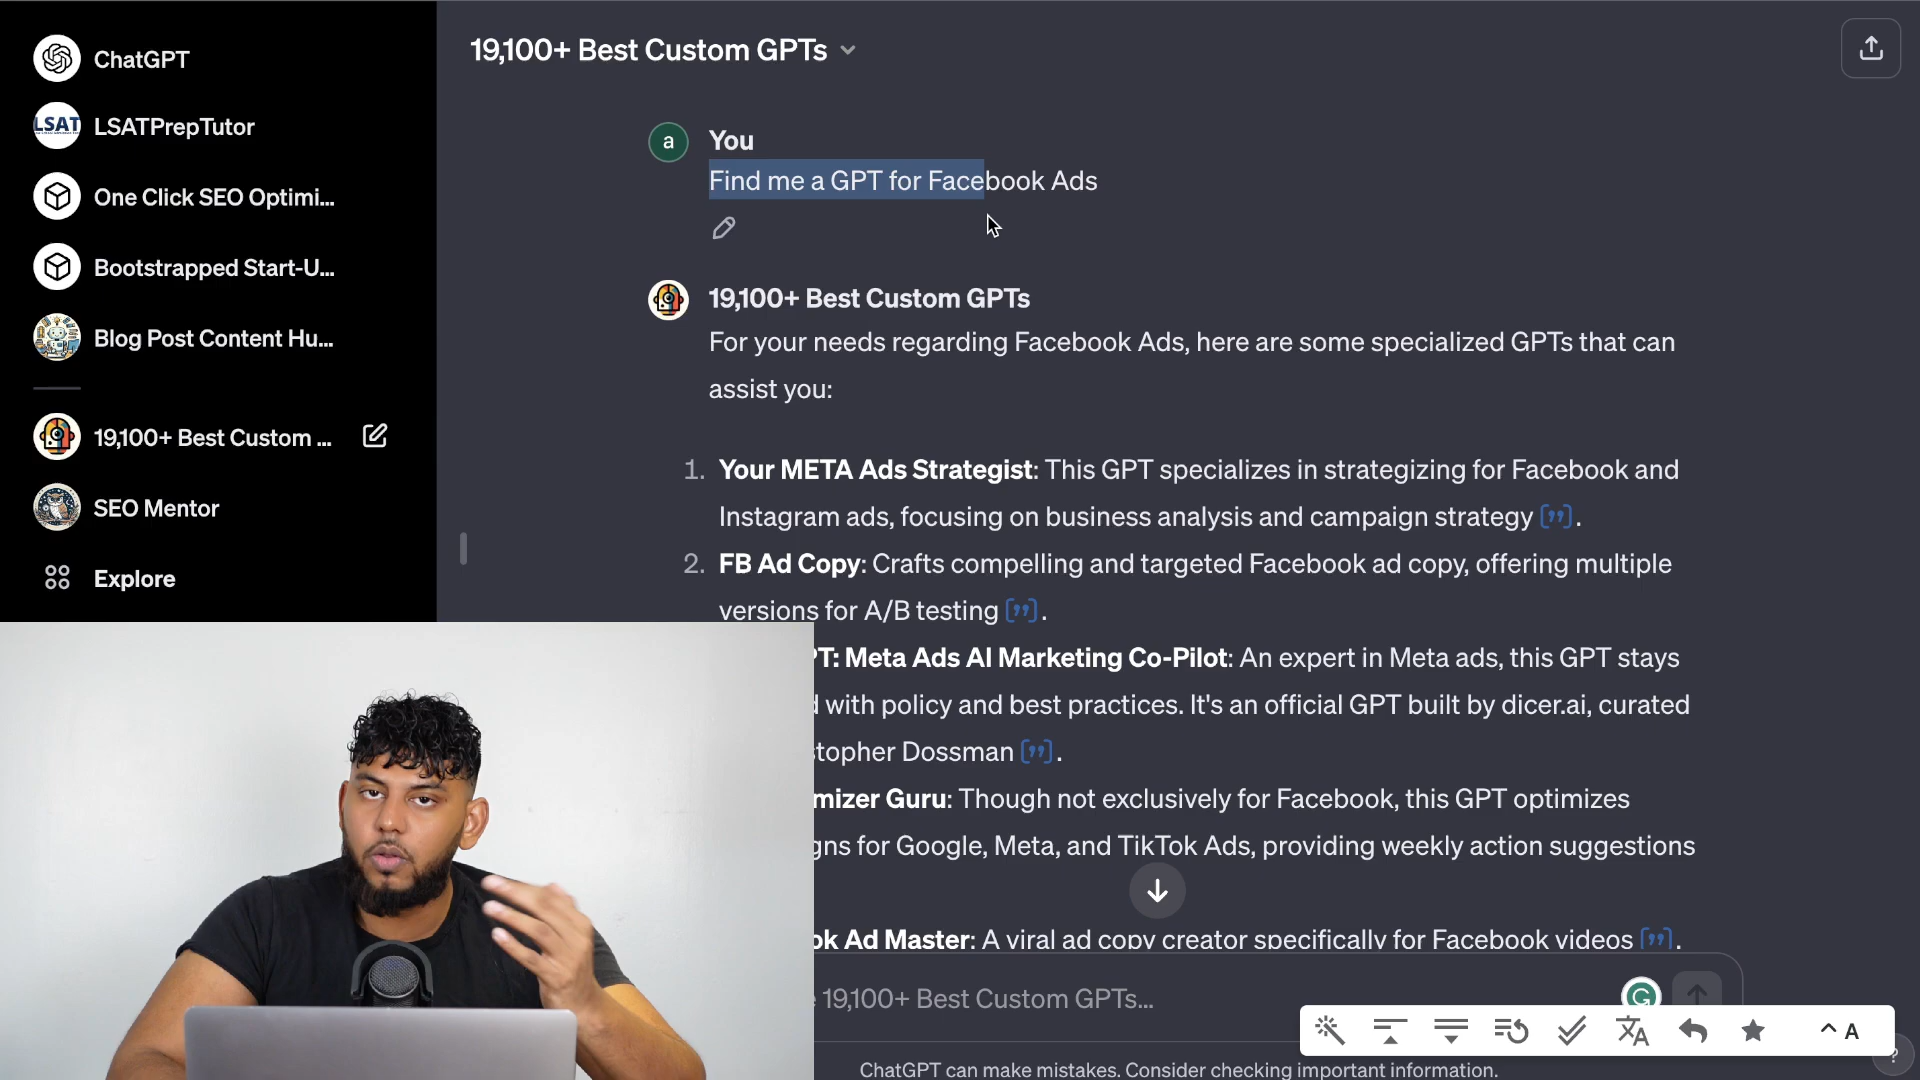 ChatGPT
LSAT
LSATPrepTutor
One Click SEO Optimi...
Bootstrapped Start-U...
Blog Post Content Hu...
19,100+ Best Custom ...
SEO Mentor
Explore
19,100+ Best Custom GPTs
a
You
Find me a GPT for Facebook Ads
19,100+ Best Custom GPTs
For your needs regarding Facebook Ads, here are some specialized GPTs that can
assist you:
1. Your META Ads Strategist: This GPT specializes in strategizing for Facebook and
Instagram ads, focusing on business analysis and campaign strategy ["].
2. FB Ad Copy: Crafts compelling and targeted Facebook ad copy, offering multiple
versions for A/B testing ["].
PT: Meta Ads AI Marketing Co-Pilot: An expert in Meta ads, this GPT stays
d with policy and best practices. It's an official GPT built by dicer.ai, curated
stopher Dossman ["].
mizer Guru: Though not exclusively for Facebook, this GPT optimizes
gns for Google, Meta, and TikTok Ads, providing weekly action suggestions
ok Ad Master: A viral ad copy creator specifically for Facebook videos ["].
19,100+ Best Custom GPTs...
A
?
ChatGPT can make mistakes. Consider checking important information.